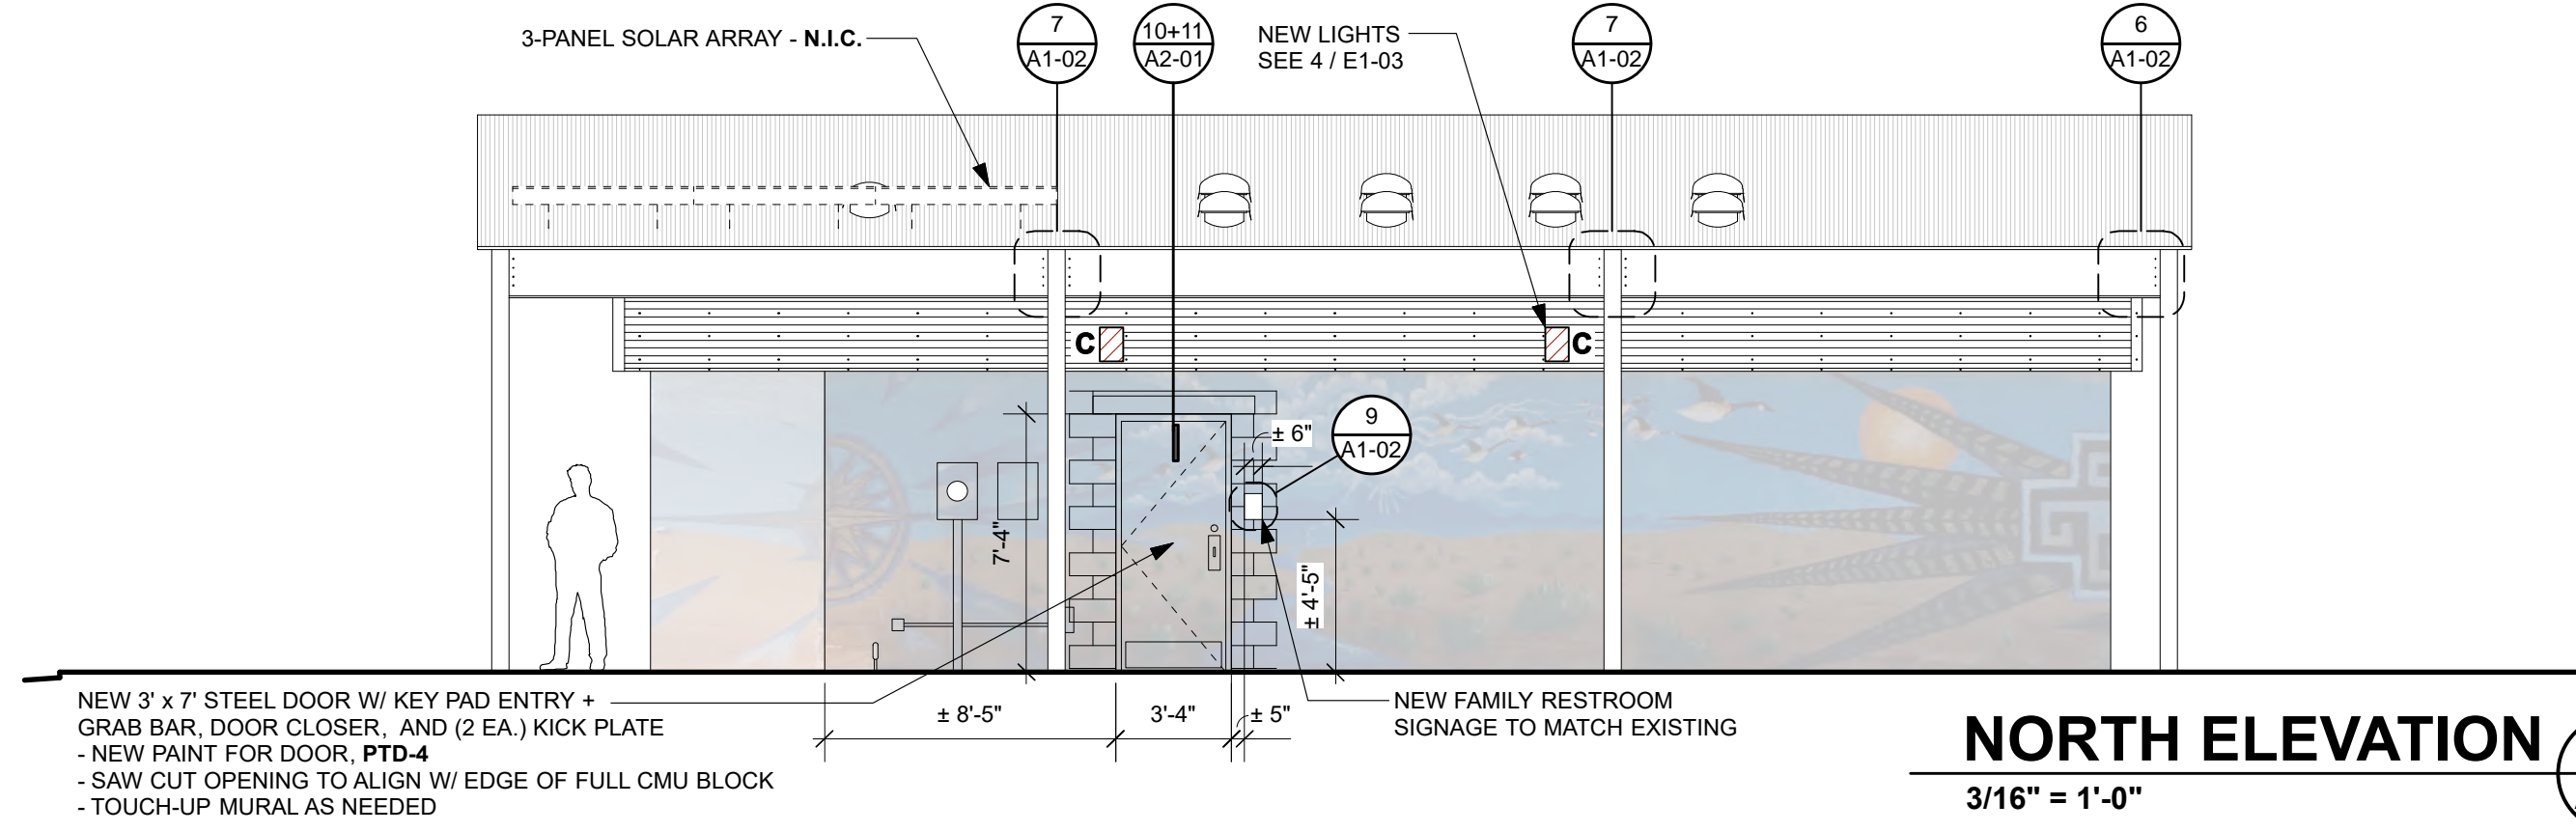 3-PANEL SOLAR ARRAY - N.I.C.
7
A1-02
10+11
A2-01
NEW LIGHTS
SEE 4 / E1-03
7
A1-02
6
A1-02
C
C
± 6"
9
A1-02
7'-4"
± 4'-5"
NEW 3' x 7' STEEL DOOR W/ KEY PAD ENTRY +
GRAB BAR, DOOR CLOSER, AND (2 EA.) KICK PLATE
- NEW PAINT FOR DOOR, PTD-4
- SAW CUT OPENING TO ALIGN W/ EDGE OF FULL CMU BLOCK
- TOUCH-UP MURAL AS NEEDED
± 8'-5"
3'-4"
± 5"
NEW FAMILY RESTROOM
SIGNAGE TO MATCH EXISTING
NORTH ELEVATION
3/16" = 1'-0"